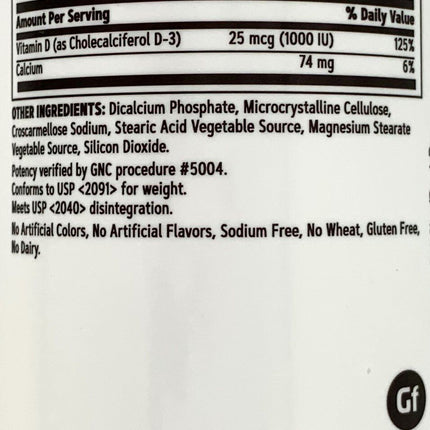 Amount Per Serving % Daily Value
Vitamin D (as Cholecalciferol D-3) 25 mcg (1000 IU) 125%
Calcium 74 mg 6%
OTHER INGREDIENTS: Dicalcium Phosphate, Microcrystalline Cellulose,
Croscarmellose Sodium, Stearic Acid Vegetable Source, Magnesium Stearate
Vegetable Source, Silicon Dioxide.
Potency verified by GNC procedure #5004.
Conforms to USP <2091> for weight.
Meets USP <2040> disintegration.
No Artificial Colors, No Artificial Flavors, Sodium Free, No Wheat, Gluten Free,
No Dairy.
Gf